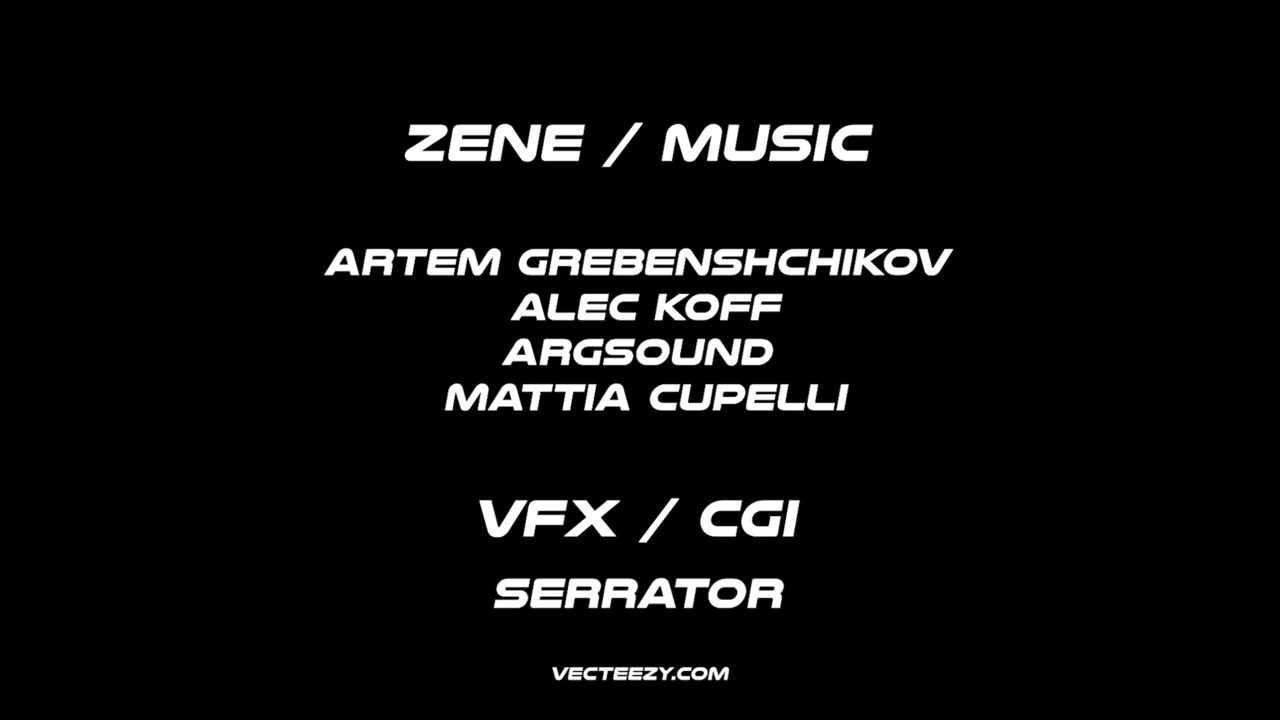 ZENE / MUSIC
ARTEM GREBENSHCHIKOV
ALEC KOFF
ARGSOUND
MATTIA CUPELLI
VFX / CGI
SERRATOR
VECTEEZY.COM